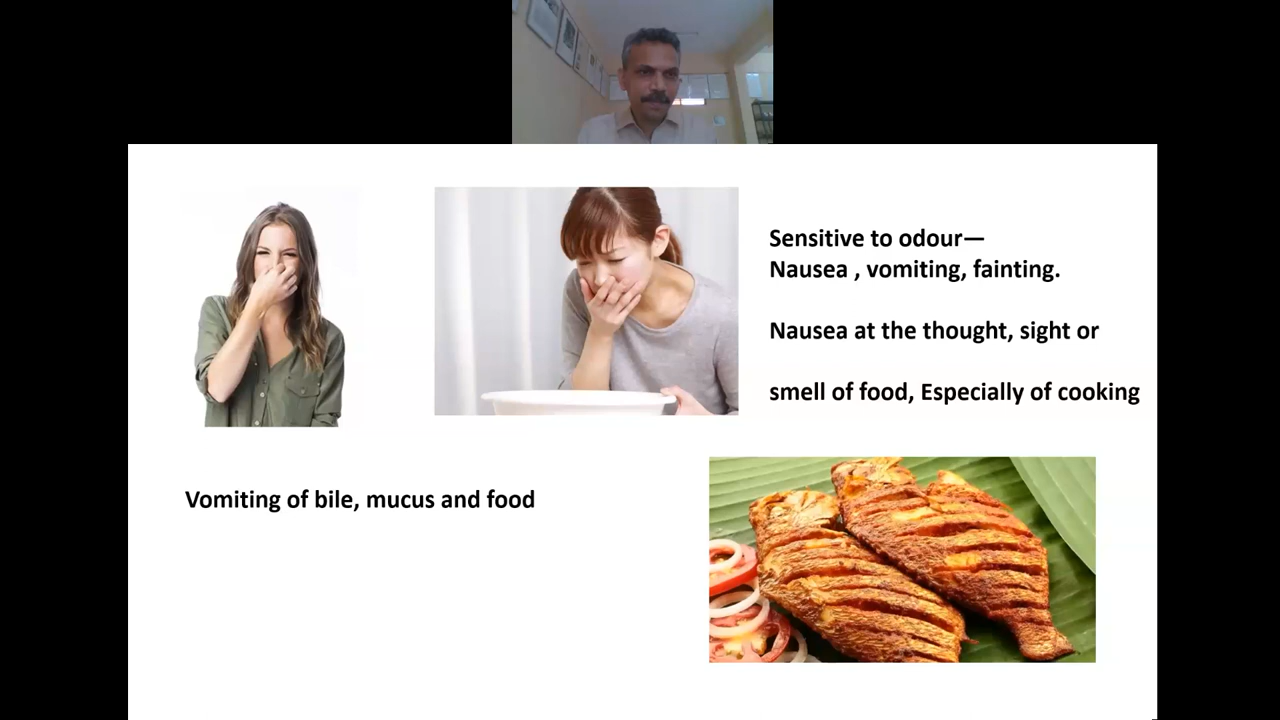 Sensitive to odour—
Nausea , vomiting, fainting.
Nausea at the thought, sight or
smell of food, Especially of cooking
Vomiting of bile, mucus and food